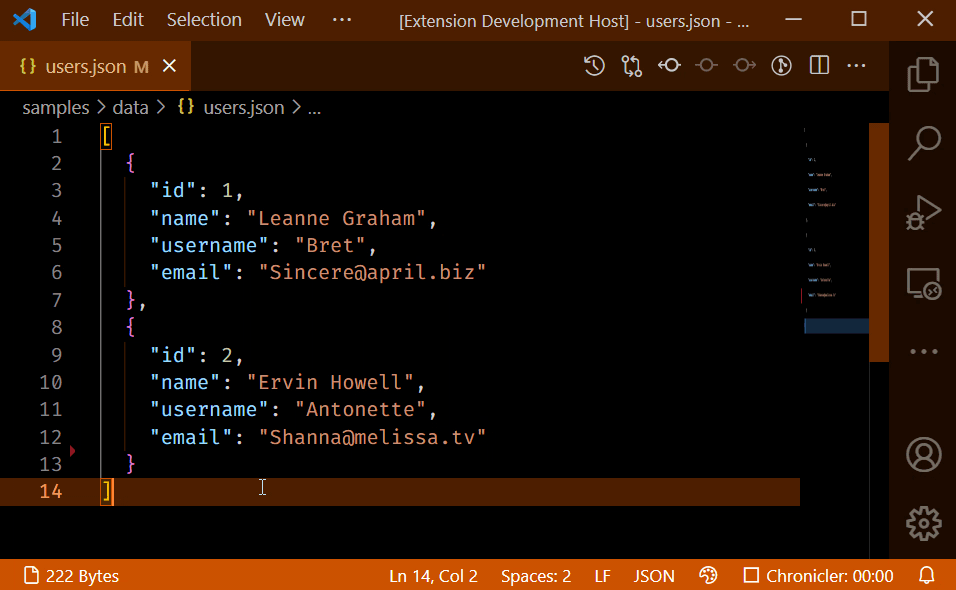 File Edit Selection View ··· [Extension Development Host] - users.json - ...
{} users.json M
samples > data > {} users.json > ...
1 [
2 {
3 "id": 1,
4 "name": "Leanne Graham",
5 "username": "Bret",
6 "email": "Sincere@april.biz"
7 },
8 {
9 "id": 2,
10 "name": "Ervin Howell",
11 "username": "Antonette",
12 "email": "Shanna@melissa.tv"
13 }
14 ]
222 Bytes Ln 14, Col 2 Spaces: 2 LF JSON Chronicler: 00:00